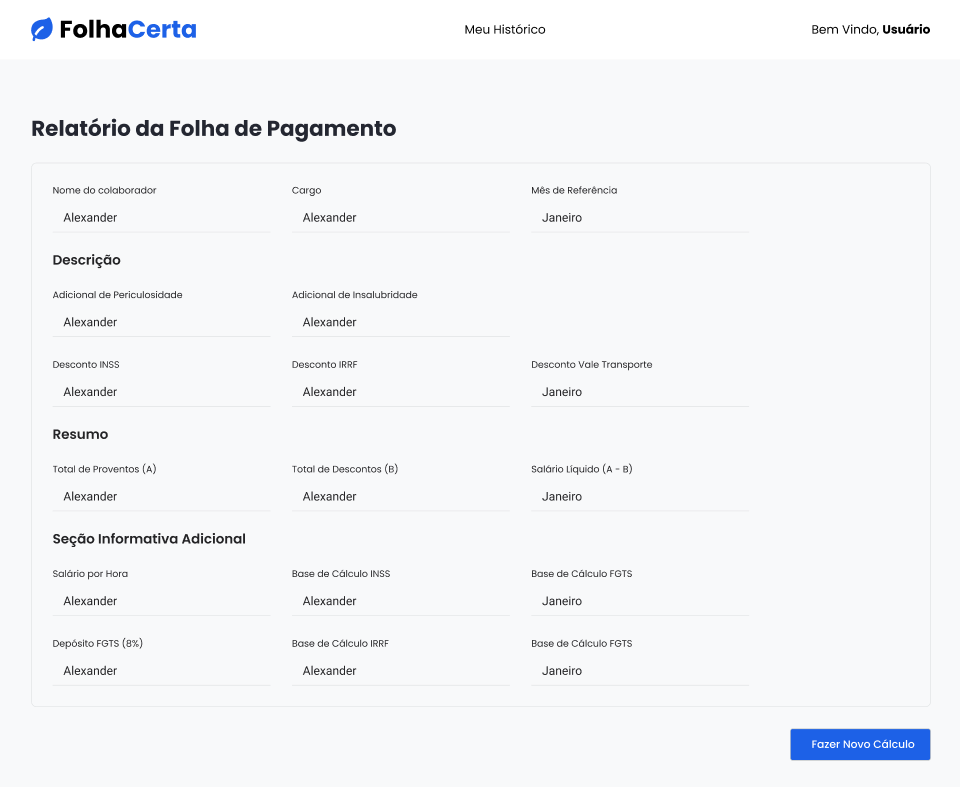 FolhaCerta Meu Histórico Bem Vindo, Usuário
Relatório da Folha de Pagamento
Nome do colaborador Cargo Mês de Referência
Alexander Alexander Janeiro
Descrição
Adicional de Periculosidade Adicional de Insalubridade
Alexander Alexander
Desconto INSS Desconto IRRF Desconto Vale Transporte
Alexander Alexander Janeiro
Resumo
Total de Proventos (A) Total de Descontos (B) Salário Líquido (A - B)
Alexander Alexander Janeiro
Seção Informativa Adicional
Salário por Hora Base de Cálculo INSS Base de Cálculo FGTS
Alexander Alexander Janeiro
Depósito FGTS (8%) Base de Cálculo IRRF Base de Cálculo FGTS
Alexander Alexander Janeiro
Fazer Novo Cálculo